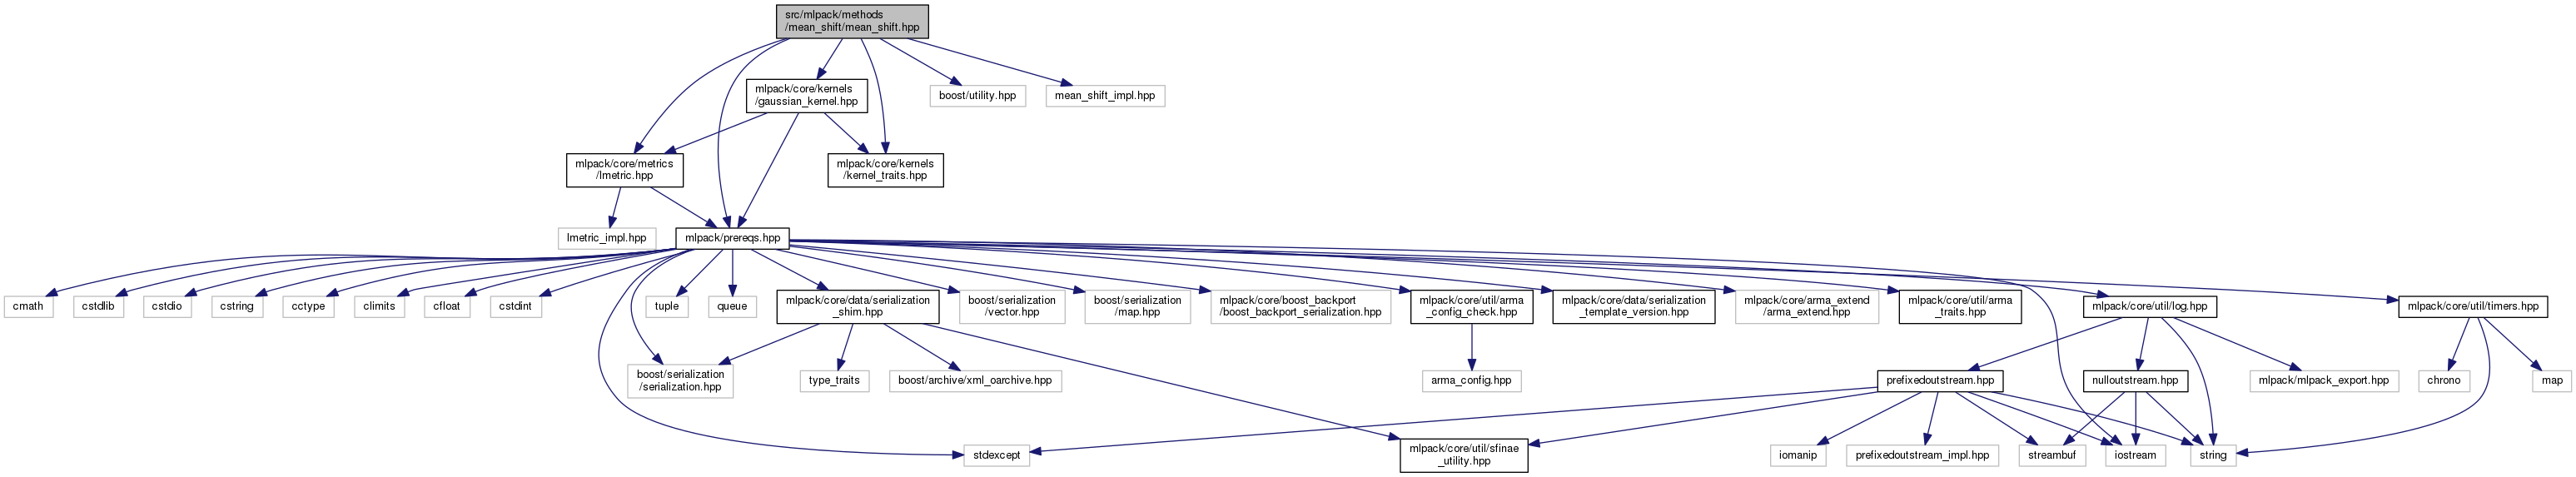 src/mlpack/methods
/mean_shift/mean_shift.hpp
mlpack/core/kernels
/gaussian_kernel.hpp
boost/utility.hpp
mean_shift_impl.hpp
mlpack/core/metrics
/lmetric.hpp
mlpack/core/kernels
/kernel_traits.hpp
lmetric_impl.hpp
mlpack/prereqs.hpp
cmath
cstdlib
cstdio
cstring
cctype
climits
cfloat
cstdint
tuple
queue
mlpack/core/data/serialization
_shim.hpp
boost/serialization
/vector.hpp
boost/serialization
/map.hpp
mlpack/core/boost_backport
/boost_backport_serialization.hpp
mlpack/core/util/arma
_config_check.hpp
mlpack/core/data/serialization
_template_version.hpp
mlpack/core/arma_extend
/arma_extend.hpp
mlpack/core/util/arma
_traits.hpp
mlpack/core/util/log.hpp
mlpack/core/util/timers.hpp
boost/serialization
/serialization.hpp
type_traits
boost/archive/xml_oarchive.hpp
arma_config.hpp
prefixedoutstream.hpp
nulloutstream.hpp
mlpack/mlpack_export.hpp
chrono
map
stdexcept
mlpack/core/util/sfinae
_utility.hpp
iomanip
prefixedoutstream_impl.hpp
streambuf
iostream
string